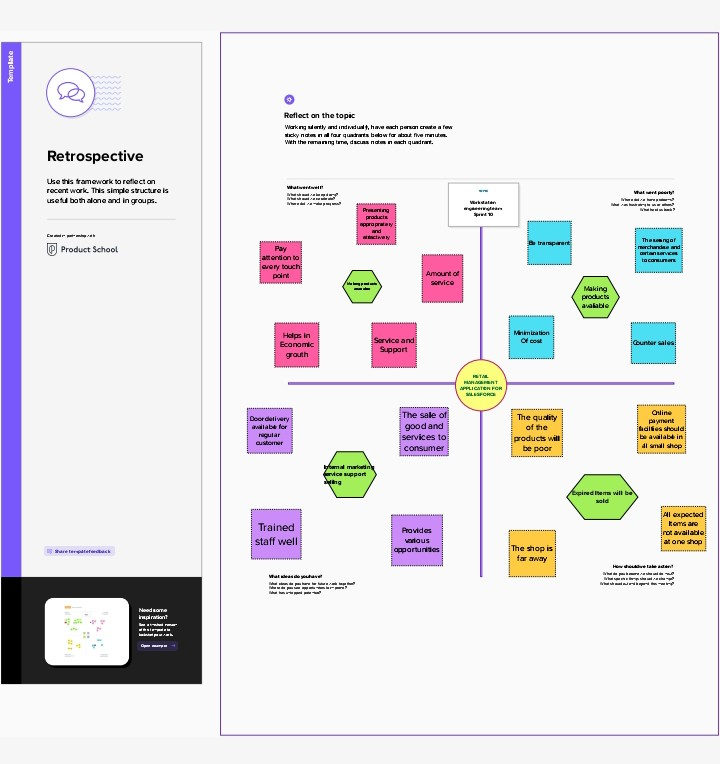 Template
Retrospective
Use this framework to reflect on
recent work. This simple structure is
useful both alone and in groups.
Product School
Share template feedback
Need some
inspiration?
Open example
Reflect on the topic
Working silently and individually, have each person create a few
sticky notes in all four quadrants below for about five minutes.
With the remaining time, discuss notes in each quadrant.
What went well?
What went poorly?
Workstation
engineering team
Sprint 10
Presenting
products
appropriately
and
attractively
Pay
attention to
every touch
point
Making products
Amount of
service
Helps in
Economic
grouth
Service and
Support
Be transparent
The seeing of
merchandise and
certain services
to consumers
Making
products
avaliable
Minimization
Of cost
Counter sales
RETAIL
MANAGEMENT
APPLICATION FOR
SALESFORCE
Door delivery
available for
regular
customer
The sale of
good and
services to
consumer
Internal marketing
service support
selling
Trained
staff well
Provides
various
opportunities
The quality
of the
products will
be poor
Online
payment
facilities should
be available in
all small shop
Expired Items will be
sold
The shop is
far away
All expected
Items are
not available
at one shop
What ideas do you have?
How should we take action?